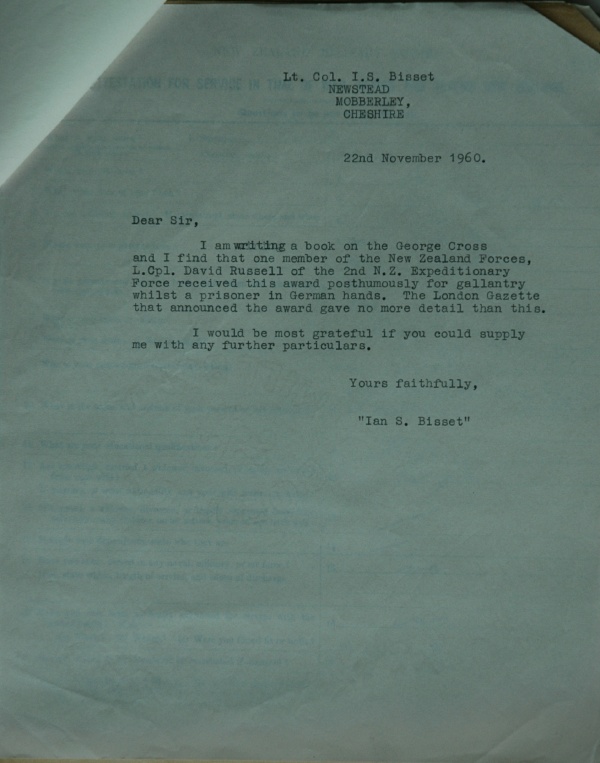 Lt. Col. I.S. Bisset
NEWSTEAD
MOBBERLEY,
CHESHIRE
22nd November 1960.
Dear Sir,
I am writing a book on the George Cross
and I find that one member of the New Zealand Forces,
L.Cpl. David Russell of the 2nd N.Z. Expeditionary
Force received this award posthumously for gallantry
whilst a prisoner in German hands. The London Gazette
that announced the award gave no more detail than this.
I would be most grateful if you could supply
me with any further particulars.
Yours faithfully,
"Ian S. Bisset"